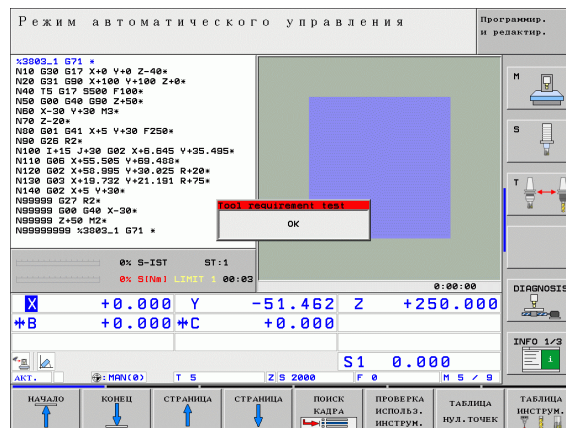 Режим автоматического управления
Программир.
и редактир.
%3803_1 G71 *
N10 G30 G17 X+0 Y+0 Z-40*
N20 G31 G90 X+100 Y+100 Z+0*
N40 T5 G17 S500 F100*
N50 G00 G40 G90 Z+50*
N60 X-30 Y+30 M3*
N70 Z-20*
N80 G01 G41 X+5 Y+30 F250*
N90 G26 R2*
N100 I+15 J+30 G02 X+6.645 Y+35.495*
N110 G06 X+55.505 Y+69.488*
N120 G02 X+58.995 Y+30.025 R+20*
N130 G03 X+19.732 Y+21.191 R+75*
N140 G02 X+5 Y+30*
N99999 G27 R2*
N99999 G00 G40 X-30*
N99999 Z+50 M2*
N99999999 %3803_1 G71 *
Tool requirement test
OK
M
S
T
DIAGNOSIS
INFO 1/3
0% S-IST ST:1
0% S[Nm] LIMIT 1 00:03
0:00:00
X +0.000 Y -51.462 Z +250.000
B +0.000 C +0.000
S1 0.000
АКТ. : MAN(0) T 5 Z S 2000 F 0 M 5 / 9
НАЧАЛО
КОНЕЦ
СТРАНИЦА
СТРАНИЦА
ПОИСК
КАДРА
ПРОВЕРКА
ИСПОЛЬЗ.
ИНСТРУМ.
ТАБЛИЦА
НУЛ.ТОЧЕК
ТАБЛИЦА
ИНСТРУМ.